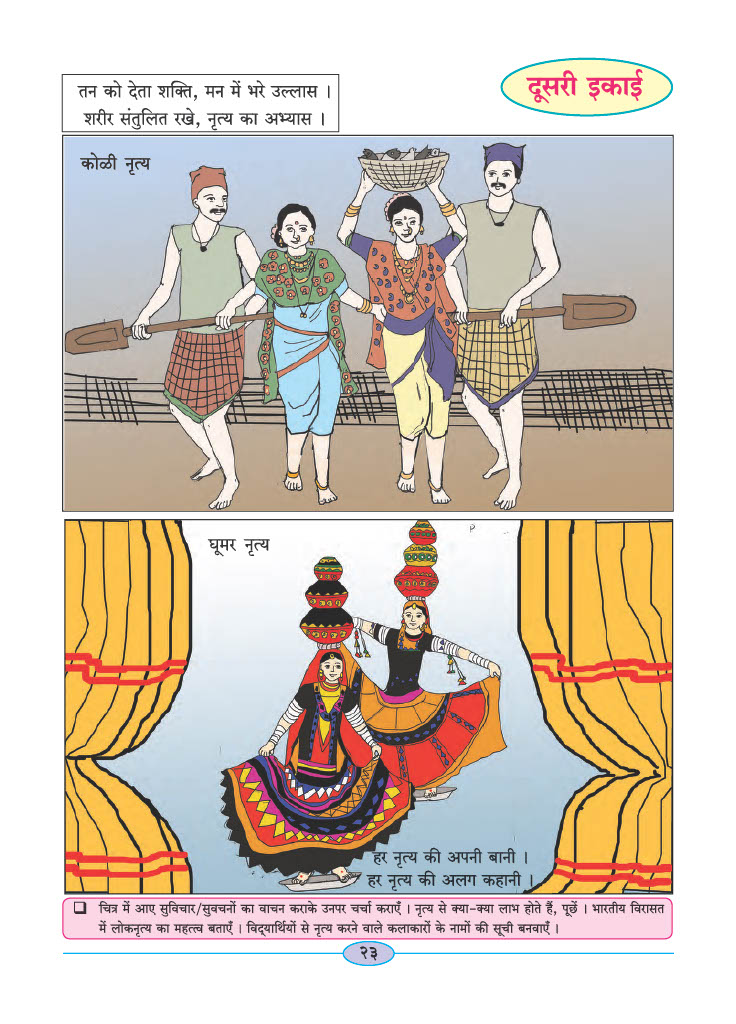 दूसरी इकाई
तन को देता शक्ति, मन में भरे उल्लास ।
शरीर संतुलित रखे, नृत्य का अभ्यास ।
कोळी नृत्य
घूमर नृत्य
हर नृत्य की अपनी बानी ।
हर नृत्य की अलग कहानी ।
❑ चित्र में आए सुविचार/सुवचनों का वाचन कराके उनपर चर्चा कराएँ । नृत्य से क्या-क्या लाभ होते हैं, पूछें । भारतीय विरासत
में लोकनृत्य का महत्त्व बताएँ । विद्यार्थियों से नृत्य करने वाले कलाकारों के नामों की सूची बनवाएँ ।
२३